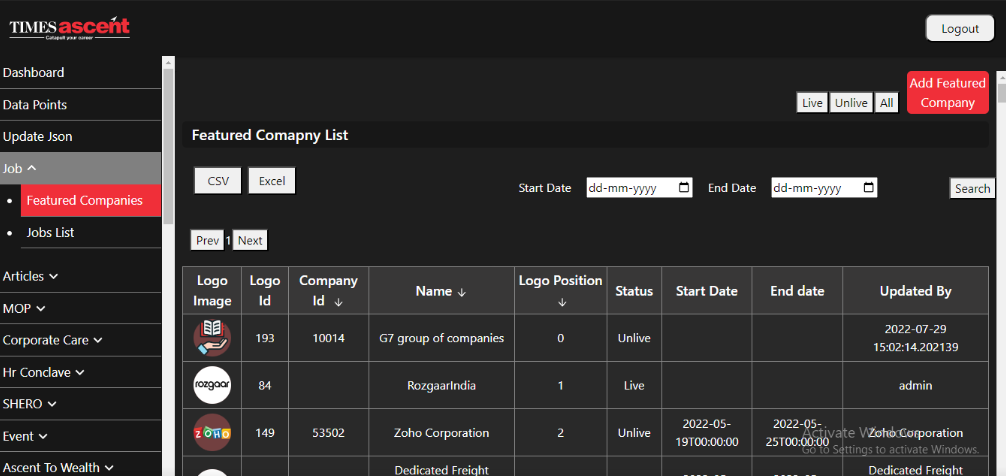 TIMES ascent
Catapult your career
Logout
Dashboard
Data Points
Update Json
Job
Featured Companies
Jobs List
Articles
MOP
Corporate Care
Hr Conclave
SHERO
Event
Ascent To Wealth
Live Unlive All
Add Featured
Company
Featured Comapny List
CSV Excel
Start Date dd-mm-yyyy End Date dd-mm-yyyy Search
Prev 1 Next
Logo Image Logo Id Company Id ↓ Name ↓ Logo Position ↓ Status Start Date End date Updated By
193 10014 G7 group of companies 0 Unlive 2022-07-29 15:02:14.202139
rozgaar 84 RozgaarIndia 1 Live admin
ZOHO 149 53502 Zoho Corporation 2 Unlive 2022-05-19T00:00:00 2022-05-25T00:00:00 Zoho Corporation
Dedicated Freight
Activate Windows
Go to Settings to activate Windows.